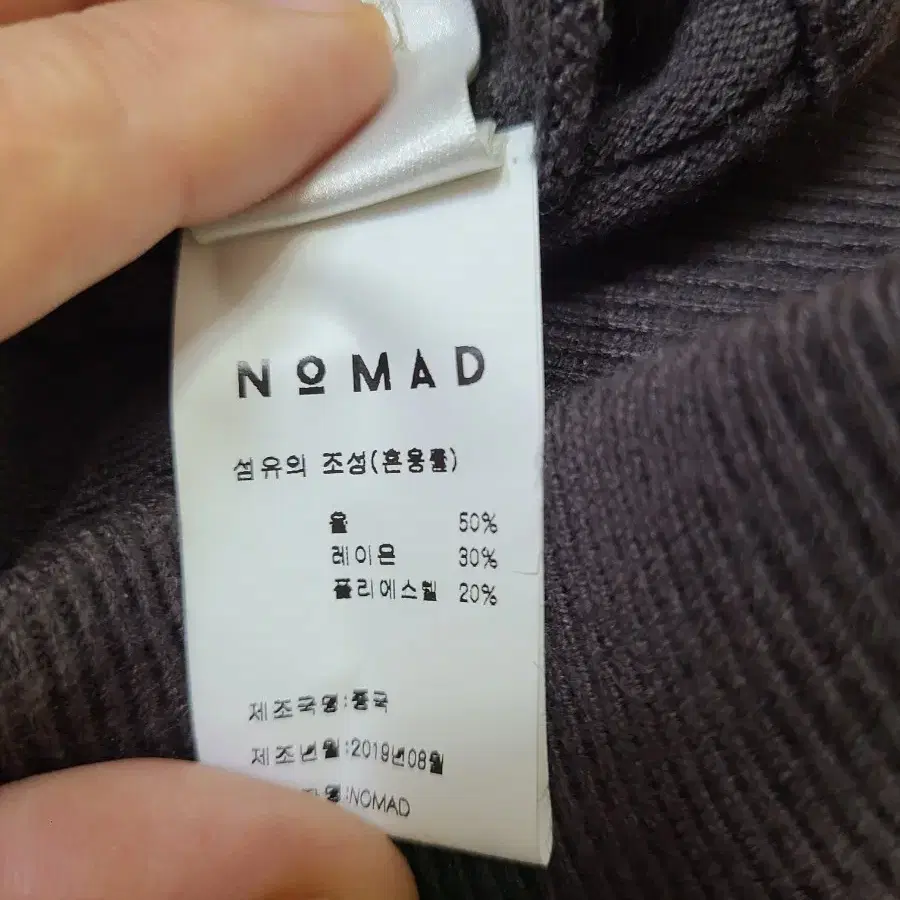 NOMAD
섬유의 조성(혼용률)
울 50%
레이온 30%
폴리에스텔 20%
제조국명:중국
제조년월:2019년08월
명:NOMAD